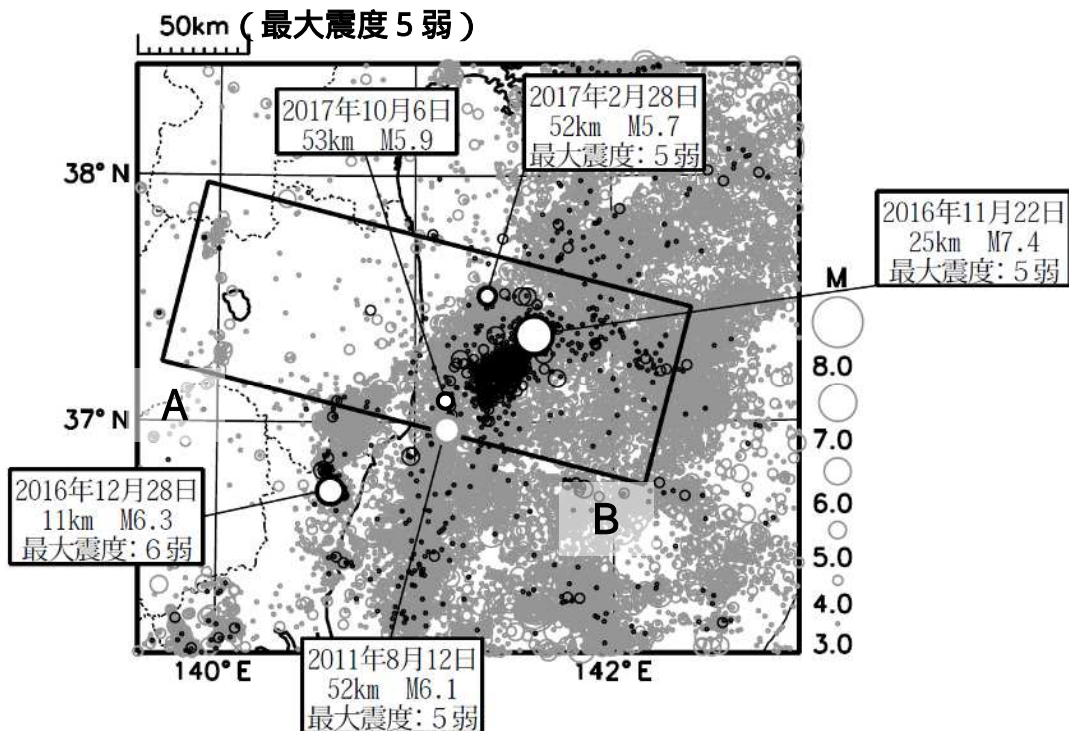 50km（最大震度５弱）
2017年10月6日
53km M5.9
2017年2月28日
52km M5.7
最大震度：５弱
38°N
2016年11月22日
25km M7.4
最大震度：５弱
M
8.0
7.0
6.0
5.0
4.0
3.0
A
37°N
2016年12月28日
11km M6.3
最大震度：６弱
B
140°E
142°E
2011年8月12日
52km M6.1
最大震度：５弱